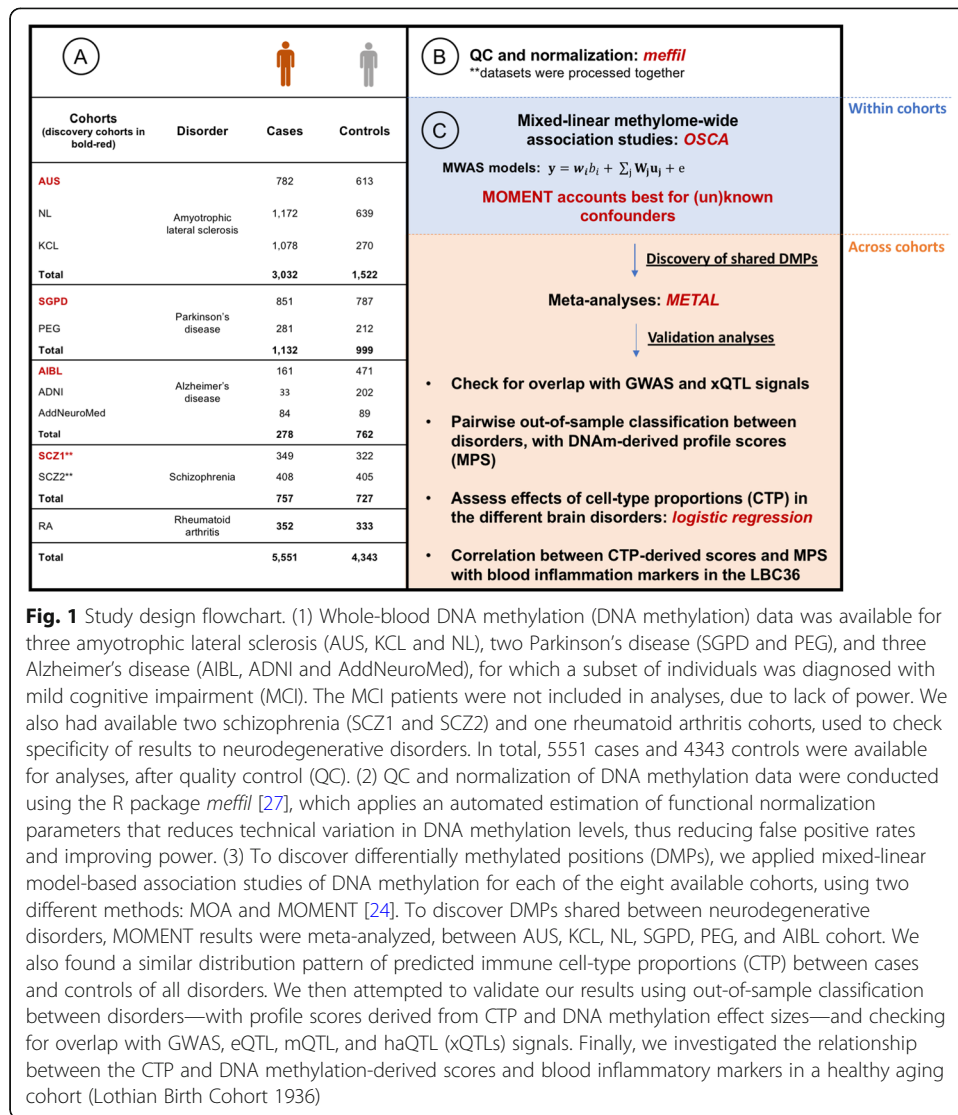 A
Cohorts
(discovery cohorts in
bold-red)
Disorder
Cases
Controls
AUS 782 613
NL 1,172 639
Amyotrophic
lateral sclerosis
KCL 1,078 270
Total 3,032 1,522
SGPD 851 787
Parkinson's
disease
PEG 281 212
Total 1,132 999
AIBL 161 471
Alzheimer's
disease
ADNI 33 202
AddNeuroMed 84 89
Total 278 762
SCZ1** 349 322
SCZ2** Schizophrenia 408 405
Total 757 727
RA Rheumatoid
arthritis 352 333
Total 5,551 4,343
B
QC and normalization: meffil
**datasets were processed together
Within cohorts
C
Mixed-linear methylome-wide
association studies: OSCA
MWAS models: y = wᵢbᵢ + ∑ⱼ Wⱼuⱼ + e
MOMENT accounts best for (un)known
confounders
Across cohorts
Discovery of shared DMPs
Meta-analyses: METAL
Validation analyses
• Check for overlap with GWAS and xQTL signals
• Pairwise out-of-sample classification between
disorders, with DNAm-derived profile scores
(MPS)
• Assess effects of cell-type proportions (CTP) in
the different brain disorders: logistic regression
• Correlation between CTP-derived scores and MPS
with blood inflammation markers in the LBC36
Fig. 1 Study design flowchart. (1) Whole-blood DNA methylation (DNA methylation) data was available for
three amyotrophic lateral sclerosis (AUS, KCL and NL), two Parkinson's disease (SGPD and PEG), and three
Alzheimer's disease (AIBL, ADNI and AddNeuroMed), for which a subset of individuals was diagnosed with
mild cognitive impairment (MCI). The MCI patients were not included in analyses, due to lack of power. We
also had available two schizophrenia (SCZ1 and SCZ2) and one rheumatoid arthritis cohorts, used to check
specificity of results to neurodegenerative disorders. In total, 5551 cases and 4343 controls were available
for analyses, after quality control (QC). (2) QC and normalization of DNA methylation data were conducted
using the R package meffil [27], which applies an automated estimation of functional normalization
parameters that reduces technical variation in DNA methylation levels, thus reducing false positive rates
and improving power. (3) To discover differentially methylated positions (DMPs), we applied mixed-linear
model-based association studies of DNA methylation for each of the eight available cohorts, using two
different methods: MOA and MOMENT [24]. To discover DMPs shared between neurodegenerative
disorders, MOMENT results were meta-analyzed, between AUS, KCL, NL, SGPD, PEG, and AIBL cohort. We
also found a similar distribution pattern of predicted immune cell-type proportions (CTP) between cases
and controls of all disorders. We then attempted to validate our results using out-of-sample classification
between disorders—with profile scores derived from CTP and DNA methylation effect sizes—and checking
for overlap with GWAS, eQTL, mQTL, and haQTL (xQTLs) signals. Finally, we investigated the relationship
between the CTP and DNA methylation-derived scores and blood inflammatory markers in a healthy aging
cohort (Lothian Birth Cohort 1936)